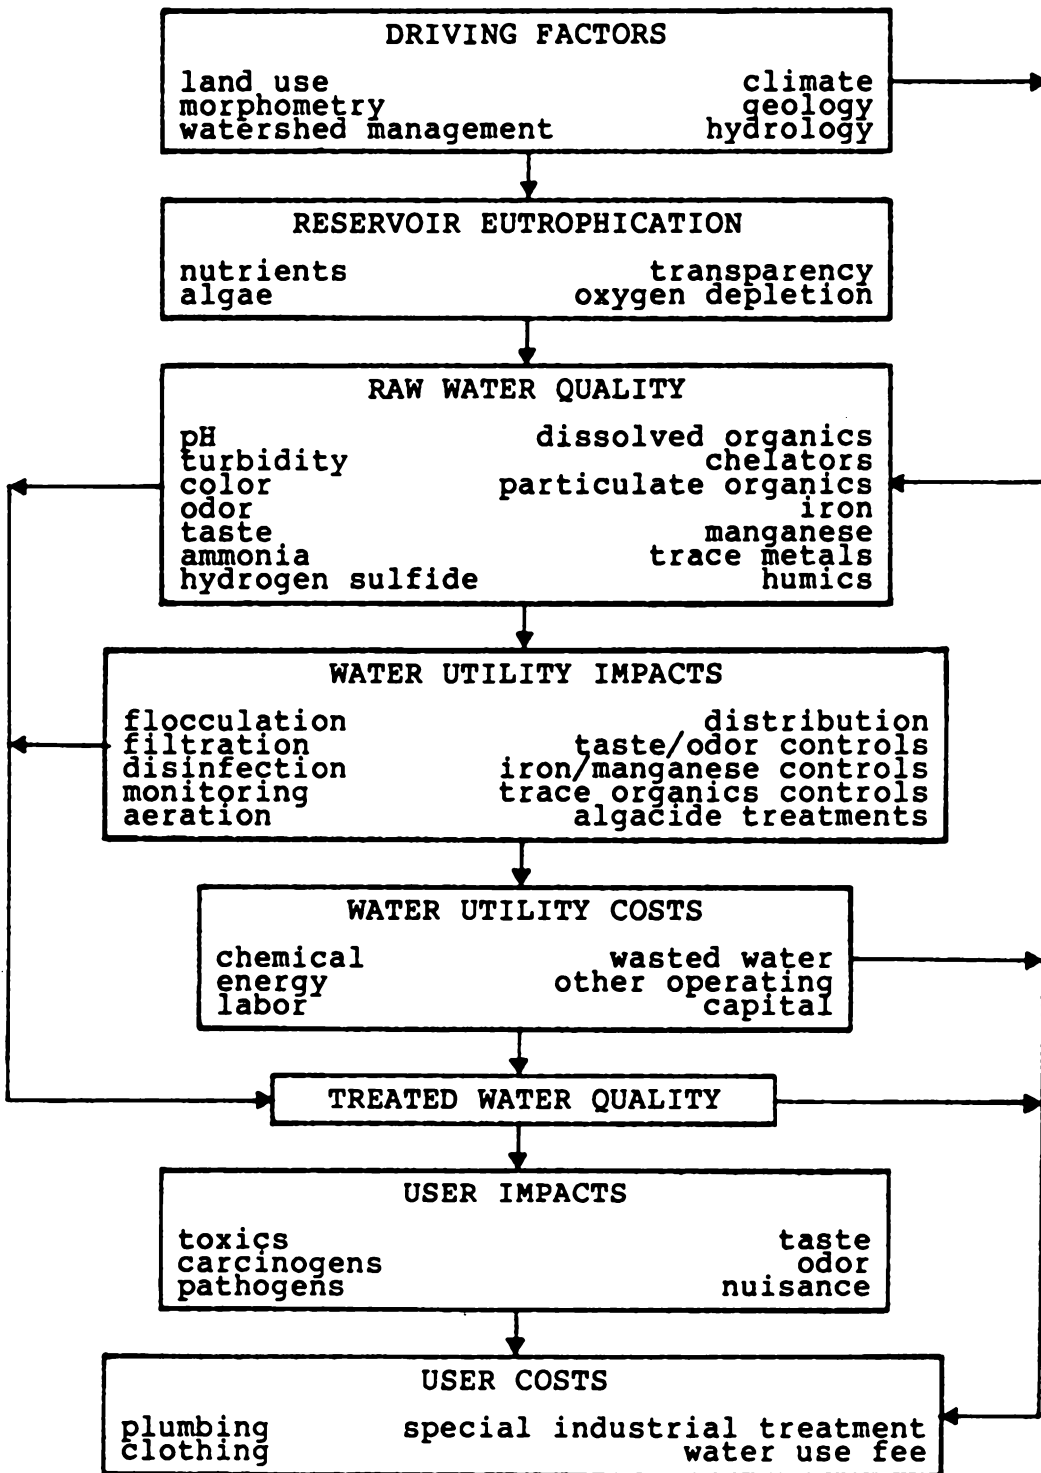 DRIVING FACTORS
land use climate
morphometry geology
watershed management hydrology
RESERVOIR EUTROPHICATION
nutrients transparency
algae oxygen depletion
RAW WATER QUALITY
pH dissolved organics
turbidity chelators
color particulate organics
odor iron
taste manganese
ammonia trace metals
hydrogen sulfide humics
WATER UTILITY IMPACTS
flocculation distribution
filtration taste/odor controls
disinfection iron/manganese controls
monitoring trace organics controls
aeration algacide treatments
WATER UTILITY COSTS
chemical wasted water
energy other operating
labor capital
TREATED WATER QUALITY
USER IMPACTS
toxics taste
carcinogens odor
pathogens nuisance
USER COSTS
plumbing special industrial treatment
clothing water use fee